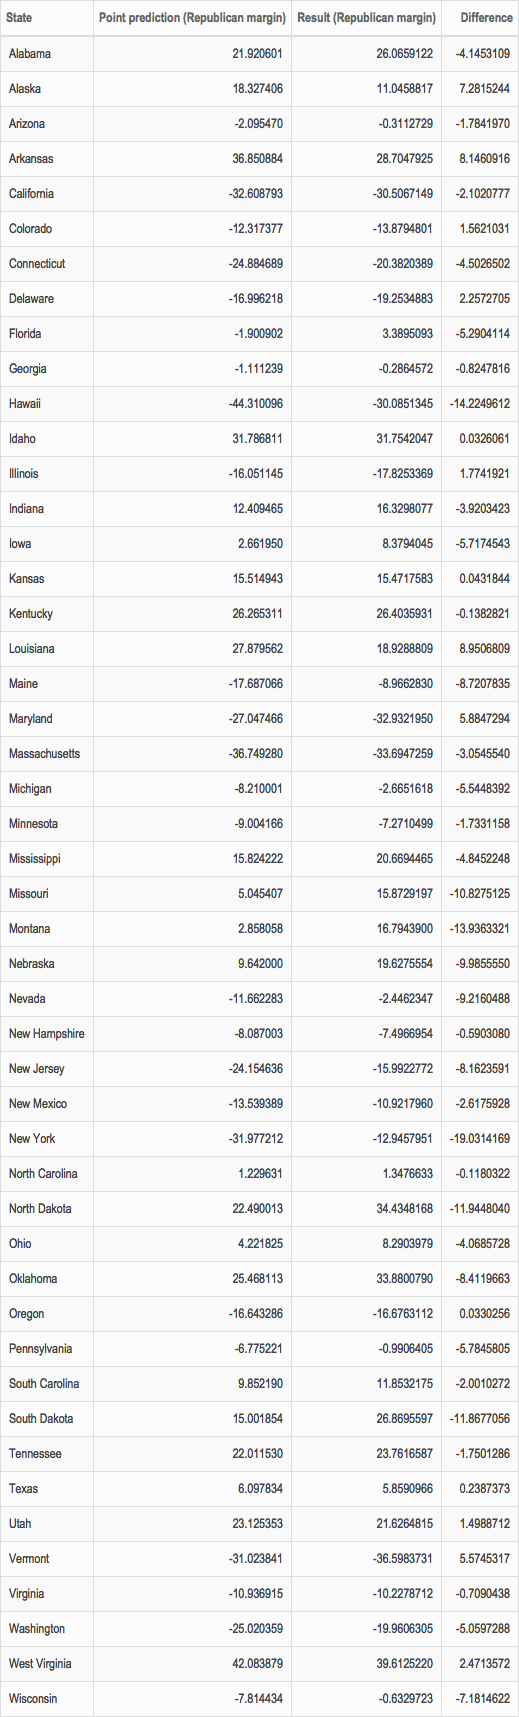 State Point prediction (Republican margin) Result (Republican margin) Difference
Alabama 21.920601 26.0659122 -4.1453109
Alaska 18.327406 11.0458817 7.2815244
Arizona -2.095470 -0.3112729 -1.7841970
Arkansas 36.850884 28.7047925 8.1460916
California -32.608793 -30.5067149 -2.1020777
Colorado -12.317377 -13.8794801 1.5621031
Connecticut -24.884689 -20.3820389 -4.5026502
Delaware -16.996218 -19.2534883 2.2572705
Florida -1.900902 3.3895093 -5.2904114
Georgia -1.111239 -0.2864572 -0.8247816
Hawaii -44.310096 -30.0851345 -14.2249612
Idaho 31.786811 31.7542047 0.0326061
Illinois -16.051145 -17.8253369 1.7741921
Indiana 12.409465 16.3298077 -3.9203423
Iowa 2.661950 8.3794045 -5.7174543
Kansas 15.514943 15.4717583 0.0431844
Kentucky 26.265311 26.4035931 -0.1382821
Louisiana 27.879562 18.9288809 8.9506809
Maine -17.687066 -8.9662830 -8.7207835
Maryland -27.047466 -32.9321950 5.8847294
Massachusetts -36.749280 -33.6947259 -3.0545540
Michigan -8.210001 -2.6651618 -5.5448392
Minnesota -9.004166 -7.2710499 -1.7331158
Mississippi 15.824222 20.6694465 -4.8452248
Missouri 5.045407 15.8729197 -10.8275125
Montana 2.858058 16.7943900 -13.9363321
Nebraska 9.642000 19.6275554 -9.9855550
Nevada -11.662283 -2.4462347 -9.2160488
New Hampshire -8.087003 -7.4966954 -0.5903080
New Jersey -24.154636 -15.9922772 -8.1623591
New Mexico -13.539389 -10.9217960 -2.6175928
New York -31.977212 -12.9457951 -19.0314169
North Carolina 1.229631 1.3476633 -0.1180322
North Dakota 22.490013 34.4348168 -11.9448040
Ohio 4.221825 8.2903979 -4.0685728
Oklahoma 25.468113 33.8800790 -8.4119663
Oregon -16.643286 -16.6763112 0.0330256
Pennsylvania -6.775221 -0.9906405 -5.7845805
South Carolina 9.852190 11.8532175 -2.0010272
South Dakota 15.001854 26.8695597 -11.8677056
Tennessee 22.011530 23.7616587 -1.7501286
Texas 6.097834 5.8590966 0.2387373
Utah 23.125353 21.6264815 1.4988712
Vermont -31.023841 -36.5983731 5.5745317
Virginia -10.936915 -10.2278712 -0.7090438
Washington -25.020359 -19.9606305 -5.0597288
West Virginia 42.083879 39.6125220 2.4713572
Wisconsin -7.814434 -0.6329723 -7.1814622